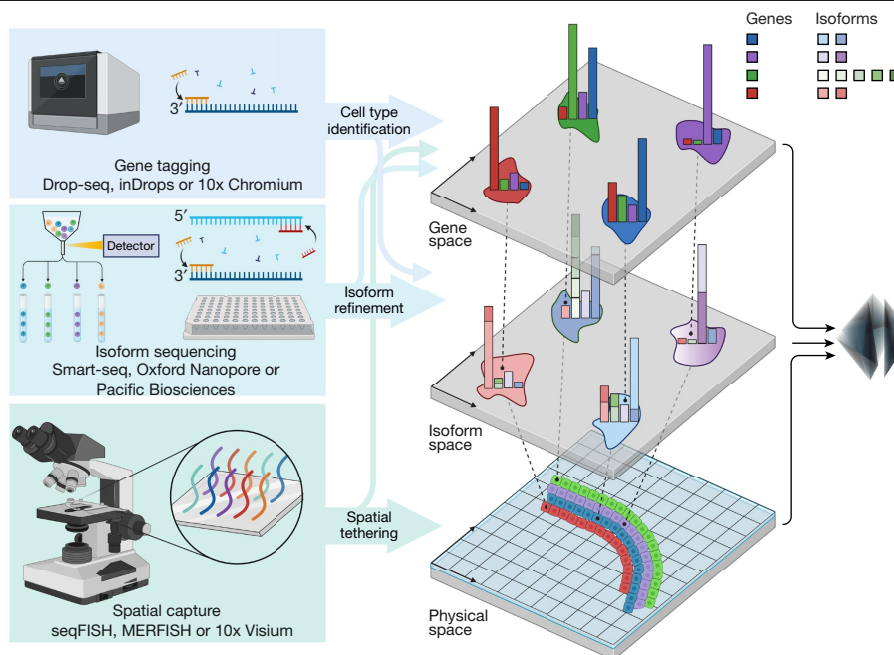 Genes
Isoforms
3′
Gene tagging
Drop-seq, inDrops or 10x Chromium
Cell type
identification
Gene
space
5′
Detector
3′
Isoform sequencing
Smart-seq, Oxford Nanopore or
Pacific Biosciences
Isoform
refinement
Isoform
space
Spatial capture
seqFISH, MERFISH or 10x Visium
Spatial
tethering
Physical
space